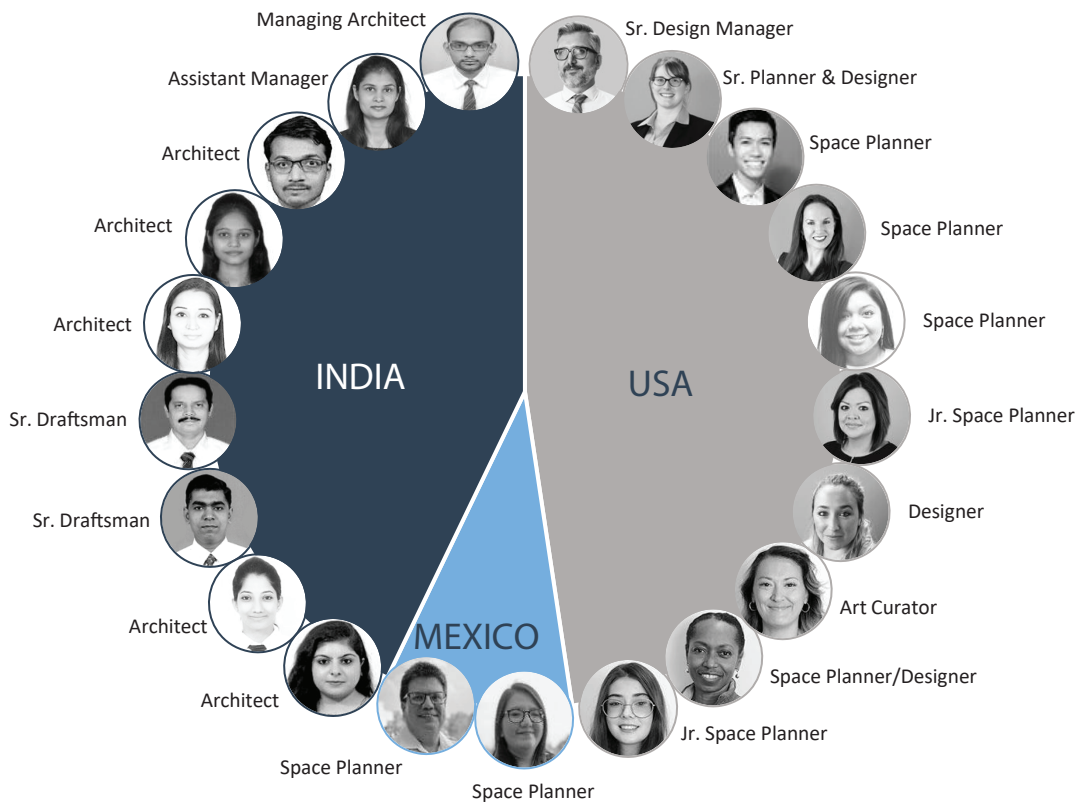 Managing Architect
Sr. Design Manager
Assistant Manager
Sr. Planner & Designer
Architect
Space Planner
Architect
Space Planner
Architect
Space Planner
INDIA
USA
Sr. Draftsman
Jr. Space Planner
Sr. Draftsman
Designer
Architect
Art Curator
MEXICO
Architect
Space Planner/Designer
Space Planner
Jr. Space Planner
Space Planner